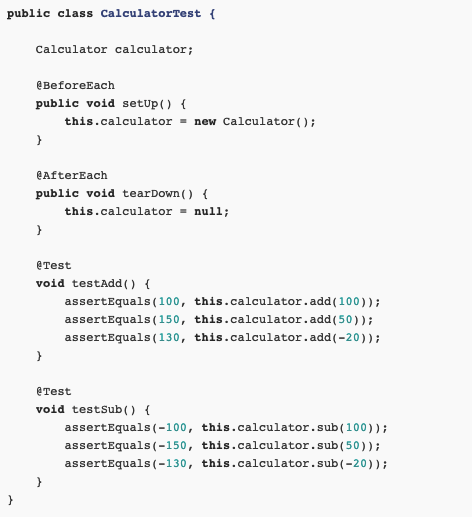 public class CalculatorTest {
Calculator calculator;
@BeforeEach
public void setUp() {
this.calculator = new Calculator();
}
@AfterEach
public void tearDown() {
this.calculator = null;
}
@Test
void testAdd() {
assertEquals(100, this.calculator.add(100));
assertEquals(150, this.calculator.add(50));
assertEquals(130, this.calculator.add(-20));
}
@Test
void testSub() {
assertEquals(-100, this.calculator.sub(100));
assertEquals(-150, this.calculator.sub(50));
assertEquals(-130, this.calculator.sub(-20));
}
}